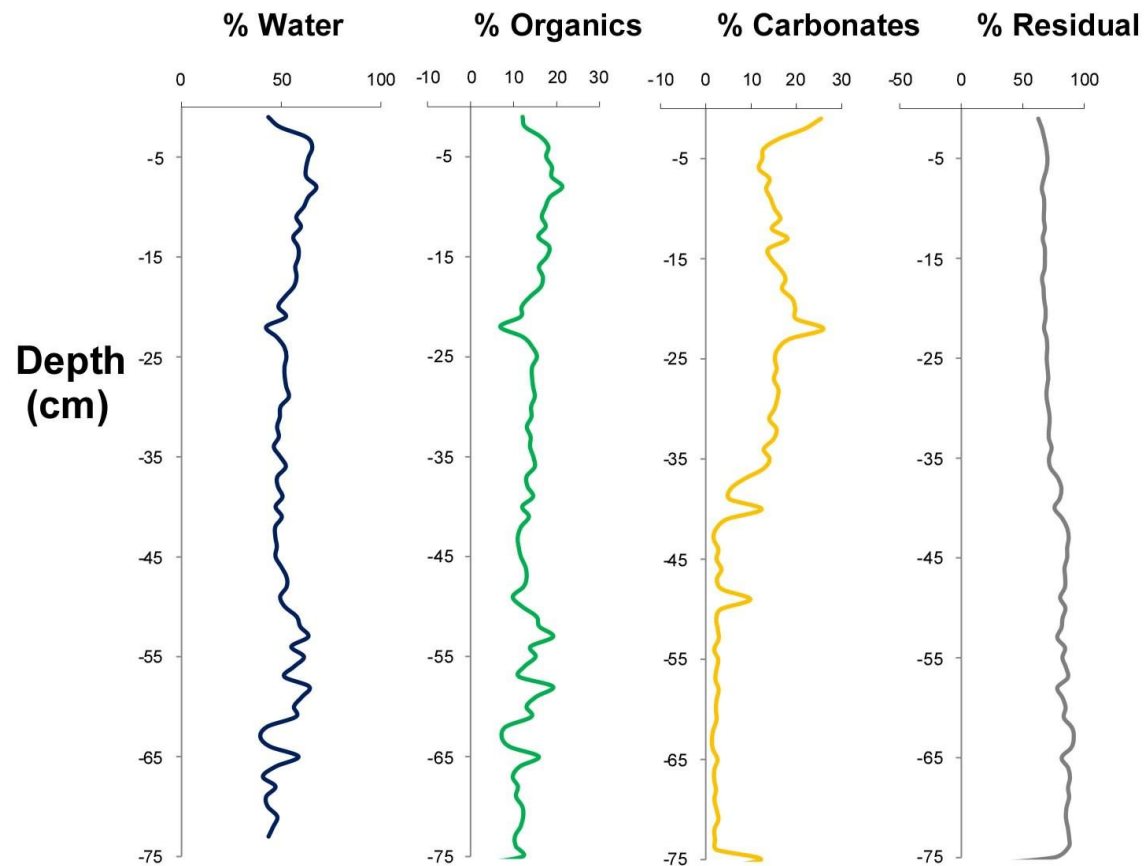 % Water % Organics % Carbonates % Residual
0 50 100 -10 0 10 20 30 -10 0 10 20 30 -50 0 50 100
-5 -5 -5 -5
-15 -15 -15 -15
-25 -25 -25 -25
Depth
(cm)
-35 -35 -35 -35
-45 -45 -45 -45
-55 -55 -55 -55
-65 -65 -65 -65
-75 -75 -75 -75